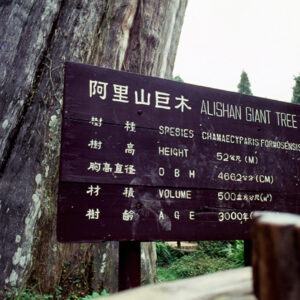 阿里山巨木 ALISHAN GIANT TREE
樹種 SPESIES CHAMAECYPARIS FORMOSENSIS
樹高 HEIGHT 52公尺(M)
胸高直徑 O B H 4662公分(CM)
材積 VOLUME 500立方公尺(M³)
樹齡 AGE 3000年